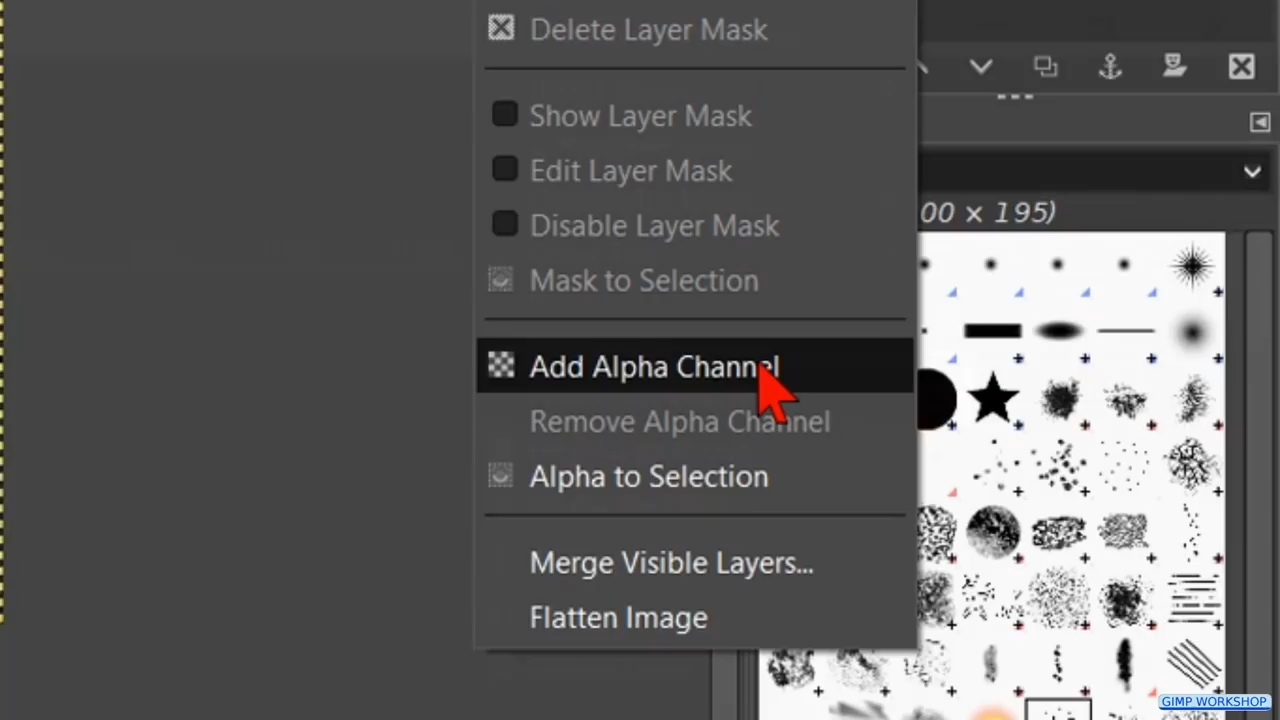 Delete Layer Mask
Show Layer Mask
Edit Layer Mask
Disable Layer Mask
Mask to Selection
00 × 195)
Add Alpha Channel
Remove Alpha Channel
Alpha to Selection
Merge Visible Layers...
Flatten Image
GIMP WORKSHOP